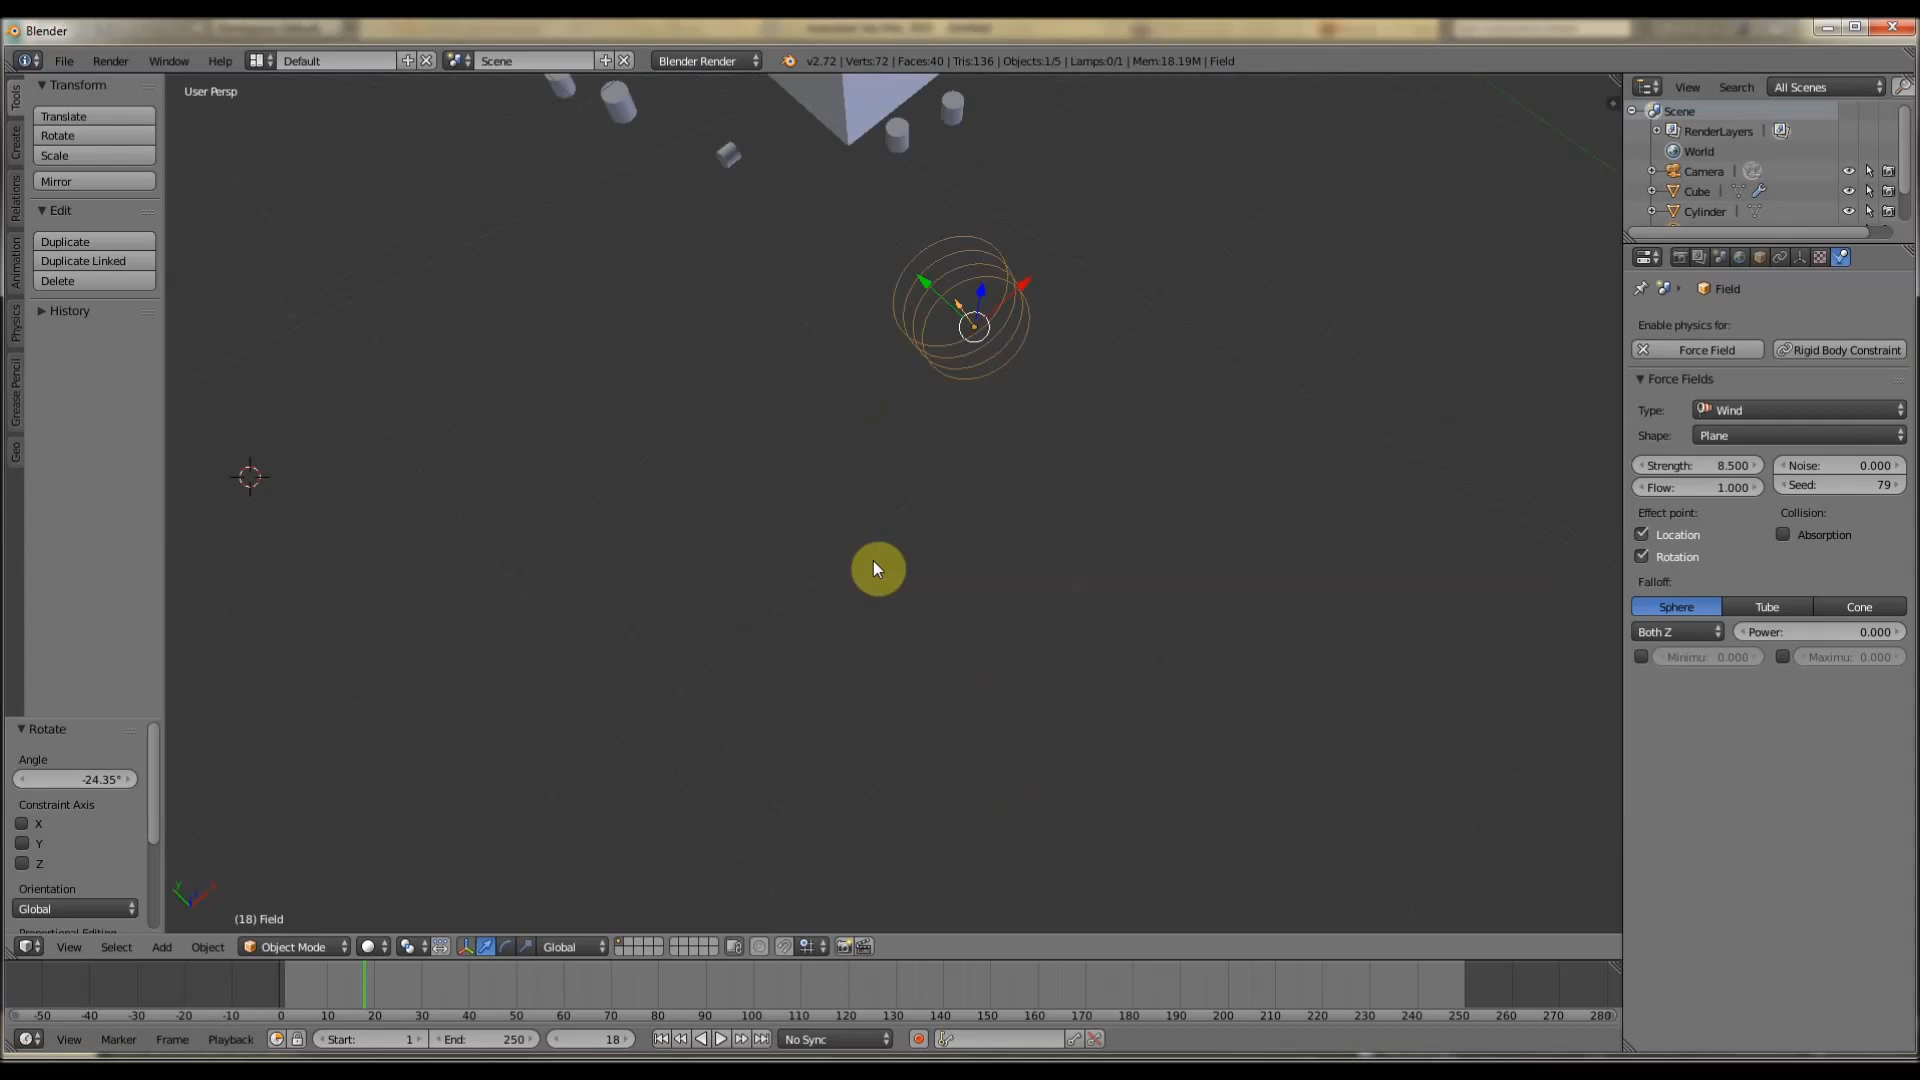 Blender
File Render Window Help Default Scene Blender Render v2.72 | Verts:72 | Faces:40 | Tris:136 | Objects:1/5 | Lamps:0/1 | Mem:18.19M | Field
Tools
Create
Relations
Animation
Physics
Grease Pencil
Geo
Transform
Translate
Rotate
Scale
Mirror
Edit
Duplicate
Duplicate Linked
Delete
History
Rotate
Angle
-24.35°
Constraint Axis
X
Y
Z
Orientation
Global
User Persp
(18) Field
View Select Add Object Object Mode Global
-50 -40 -30 -20 -10 0 10 20 30 40 50 60 70 80 90 100 110 120 130 140 150 160 170 180 190 200 210 220 230 240 250 260 270 280
View Marker Frame Playback Start: 1 End: 250 18 No Sync
View Search All Scenes
Scene
RenderLayers |
World
Camera |
Cube |
Cylinder |
Field
Enable physics for:
Force Field Rigid Body Constraint
Force Fields
Type: Wind
Shape: Plane
Strength: 8.500 Noise: 0.000
Flow: 1.000 Seed: 79
Effect point: Collision:
Location Absorption
Rotation
Falloff:
Sphere Tube Cone
Both Z Power: 0.000
Minimu: 0.000 Maximu: 0.000